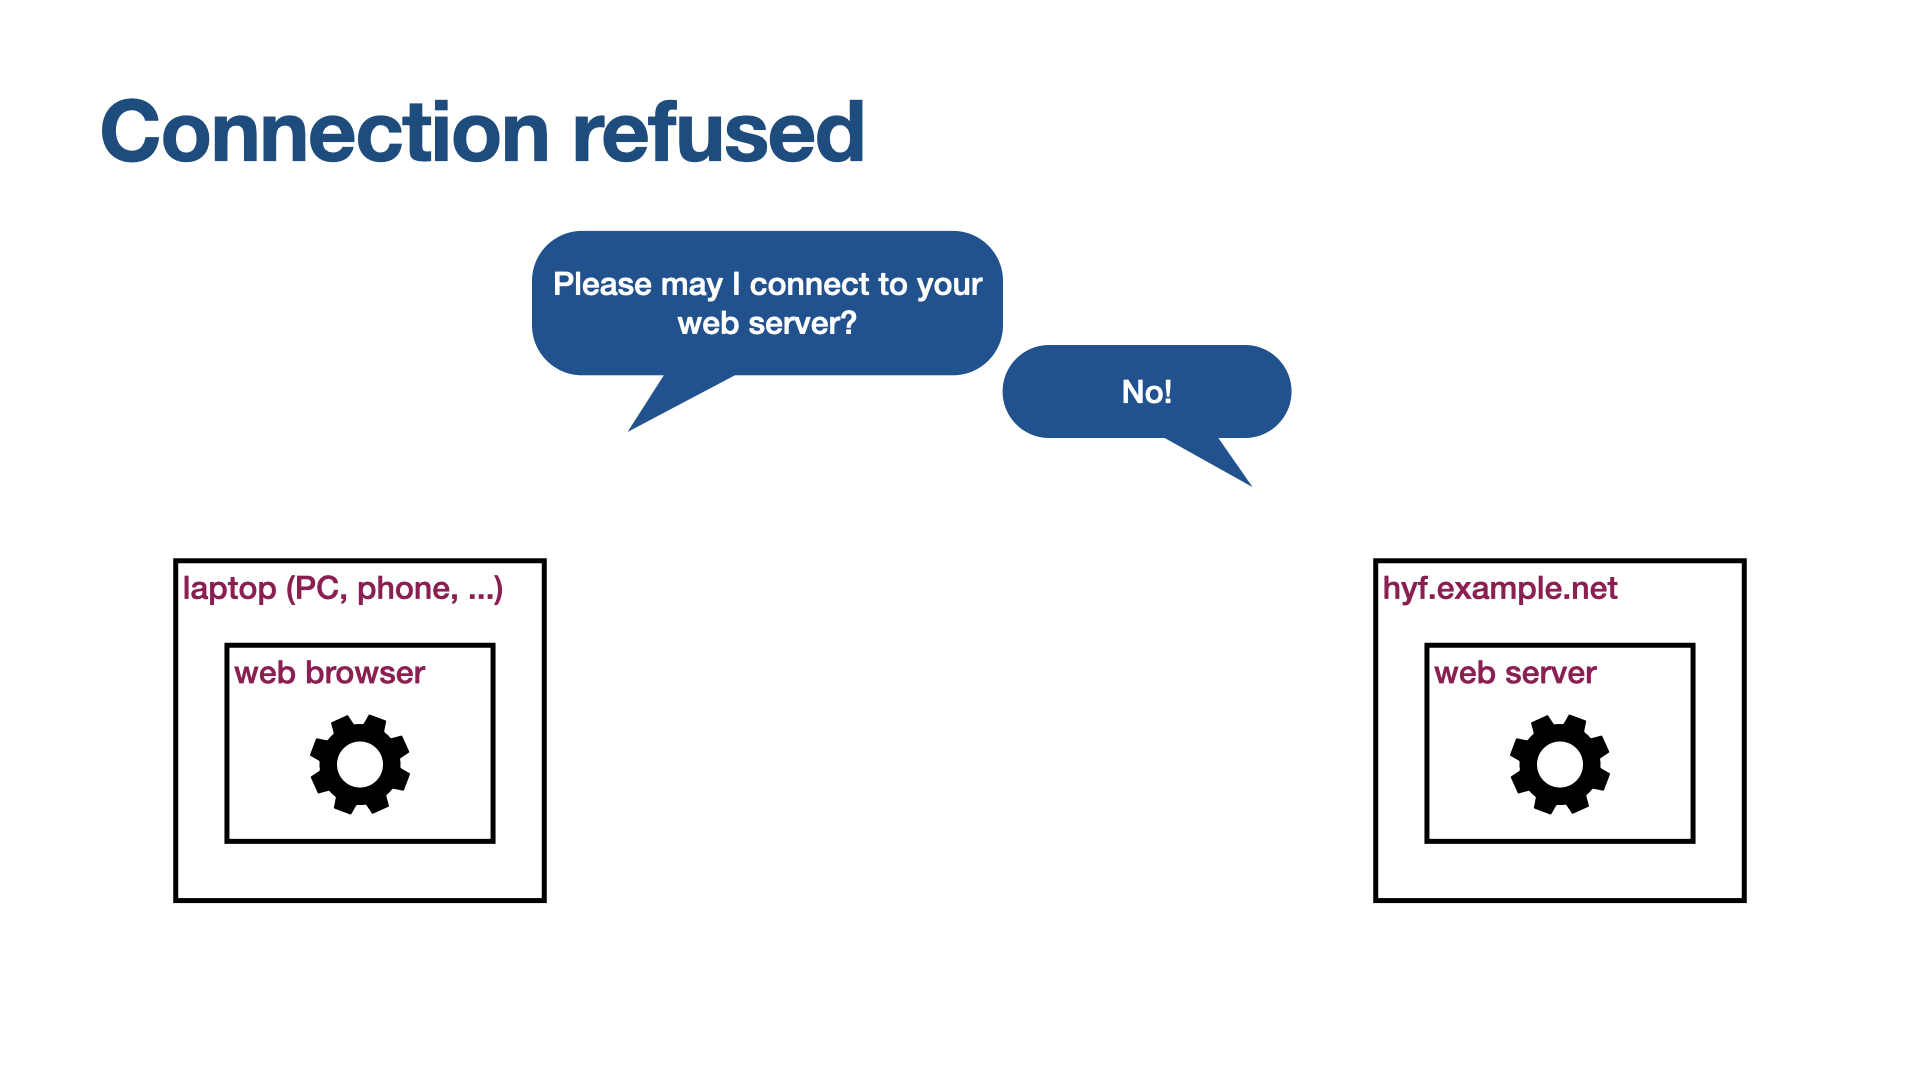 Connection refused
Please may I connect to your
web server?
No!
laptop (PC, phone, ...)
web browser
hyf.example.net
web server